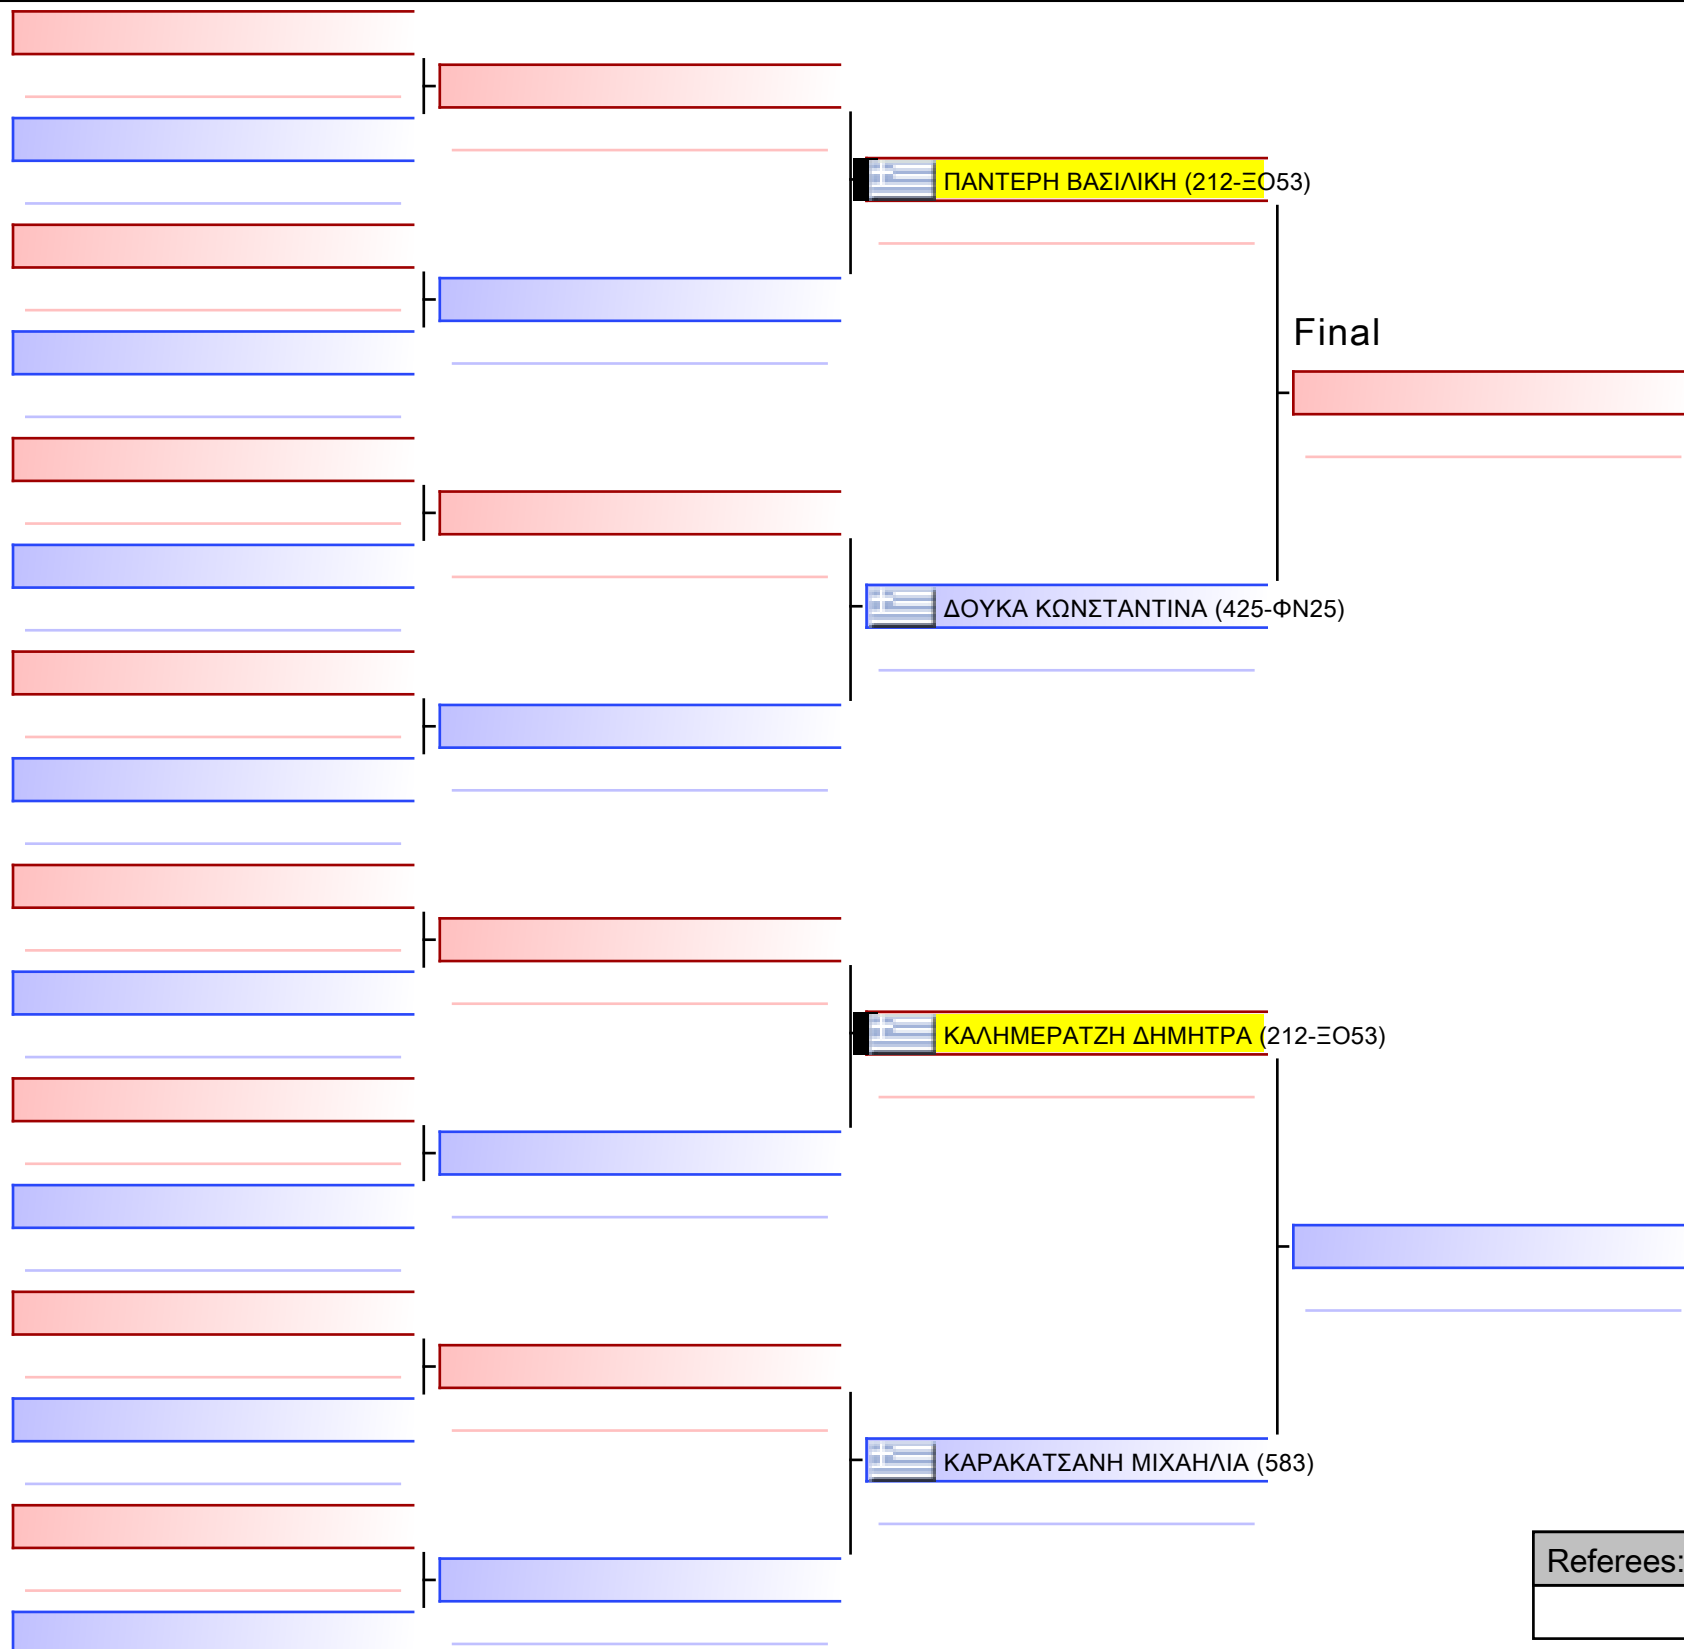 ΠΑΝΤΕΡΗ ΒΑΣΙΛΙΚΗ (212-ΞΟ53)
Final
ΔΟΥΚΑ ΚΩΝΣΤΑΝΤΙΝΑ (425-ΦΝ25)
ΚΑΛΗΜΕΡΑΤΖΗ ΔΗΜΗΤΡΑ (212-ΞΟ53)
ΚΑΡΑΚΑΤΣΑΝΗ ΜΙΧΑΗΛΙΑ (583)
Referees: